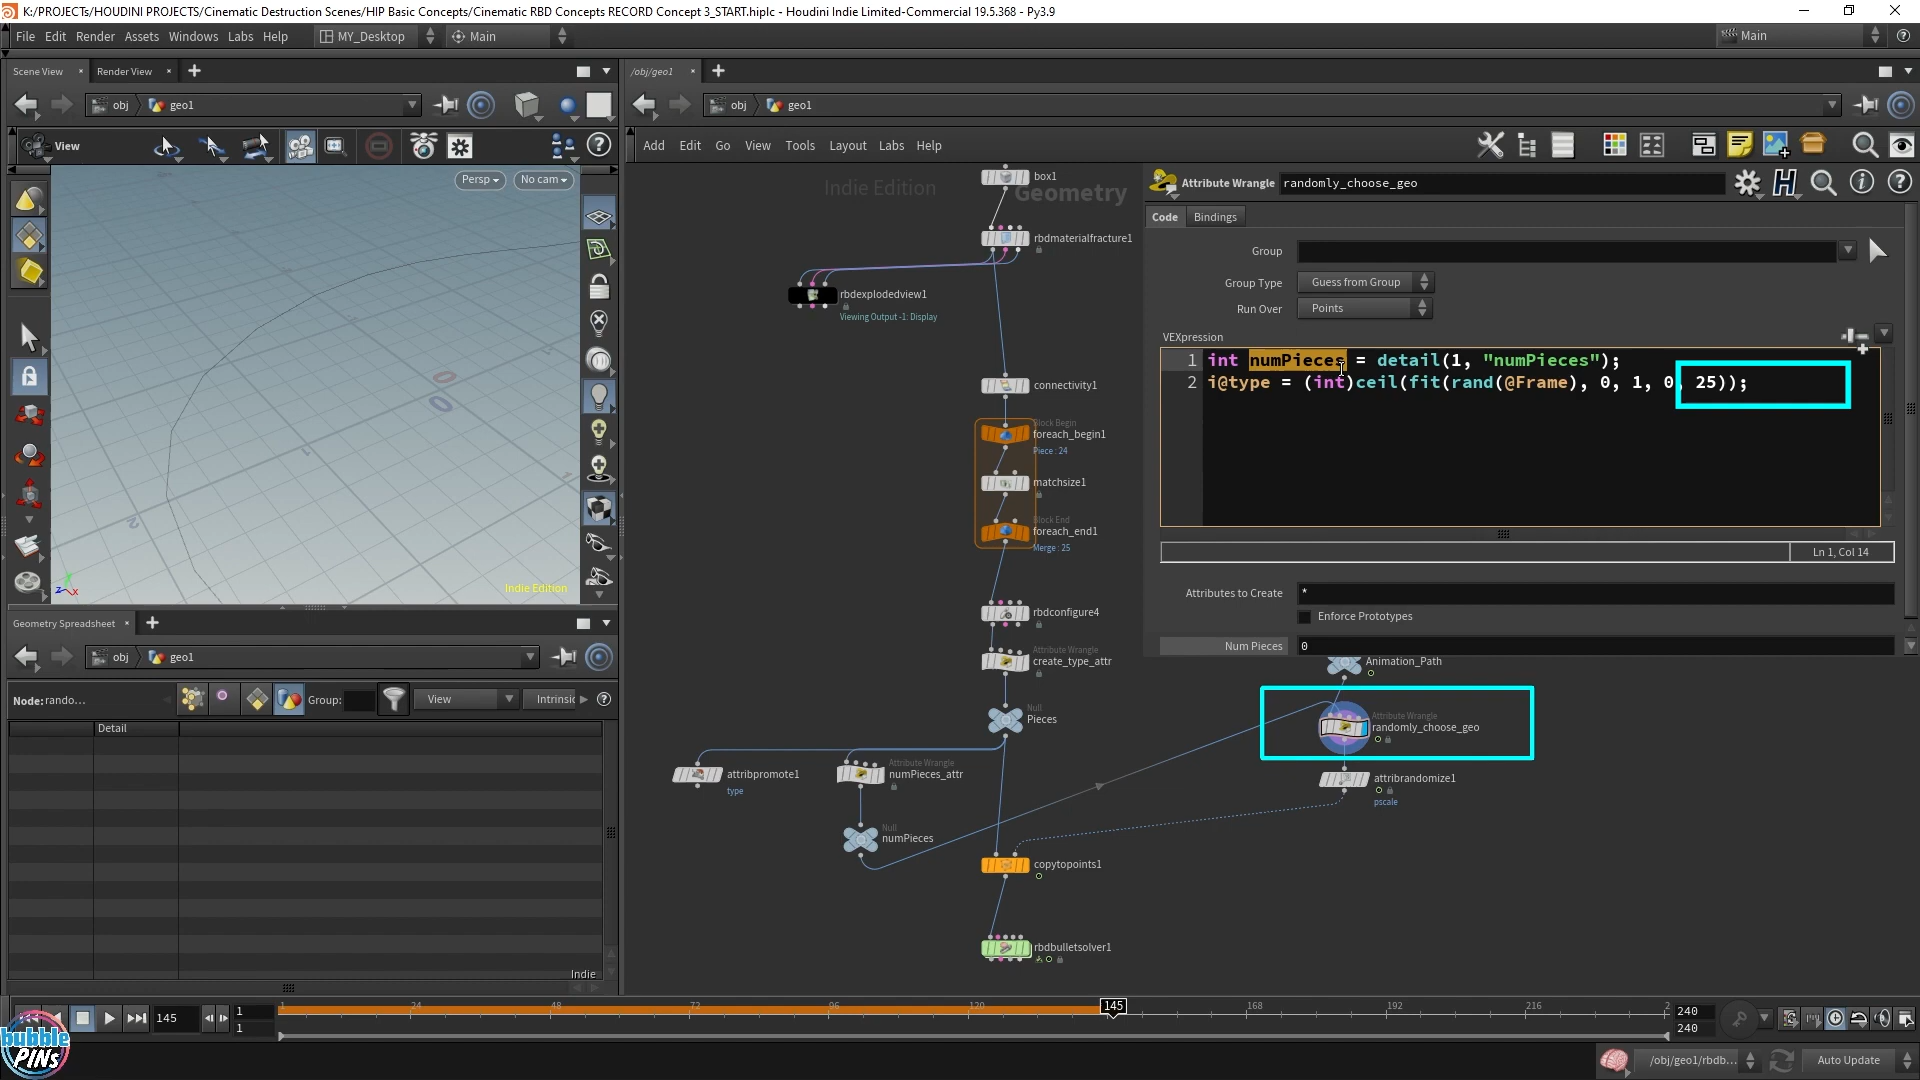 K:/PROJECTs/HOUDINI PROJECTS/Cinematic Destruction Scenes/HIP Basic Concepts/Cinematic RBD Concepts RECORD Concept 3_START.hiplc - Houdini Indie Limited-Commercial 19.5.368 - Py3.9
File Edit Render Assets Windows Labs Help MY_Desktop Main Main
Scene View Render View
obj geo1
View
Persp No cam
Indie Edition
Geometry Spreadsheet
obj geo1
Node:rando... Group: View Intrinsic
Detail
Indie
/obj/geo1
obj geo1
Add Edit Go View Tools Layout Labs Help
Indie Edition
Geometry
box1
rbdmaterialfracture1
rbdexplodedview1
Viewing Output -1: Display
connectivity1
Block Begin
foreach_begin1
Piece : 24
matchsize1
Block End
foreach_end1
Merge : 25
rbdconfigure4
Attribute Wrangle
create_type_attr
Null
Pieces
attribpromote1
type
Attribute Wrangle
numPieces_attr
Null
numPieces
copytopoints1
rbdbulletsolver1
Animation_Path
Attribute Wrangle
randomly_choose_geo
attribrandomize1
pscale
Attribute Wrangle randomly_choose_geo
Code Bindings
Group
Group Type Guess from Group
Run Over Points
VEXpression
1 int numPieces = detail(1, "numPieces");
2 i@type = (int)ceil(fit(rand(@Frame), 0, 1, 0, 25));
Ln 1, Col 14
Attributes to Create *
Enforce Prototypes
Num Pieces 0
145 1 1
1 24 48 72 96 120 145 168 192 216 2
240
240
/obj/geo1/rbdb... Auto Update
bubble
PINs